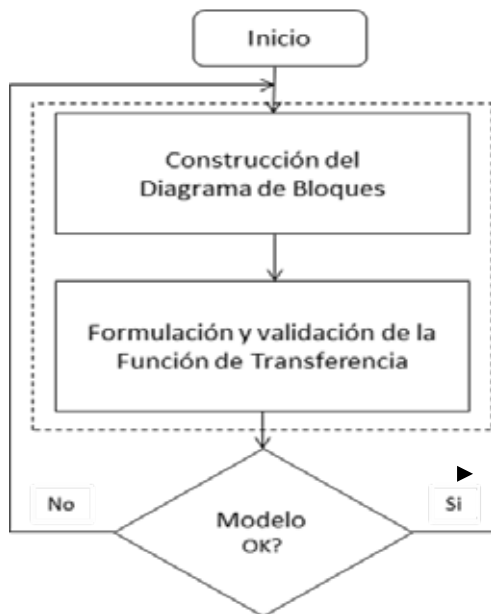 Inicio
Construcción del
Diagrama de Bloques
Formulación y validación de la
Función de Transferencia
No
Si
Modelo
OK?